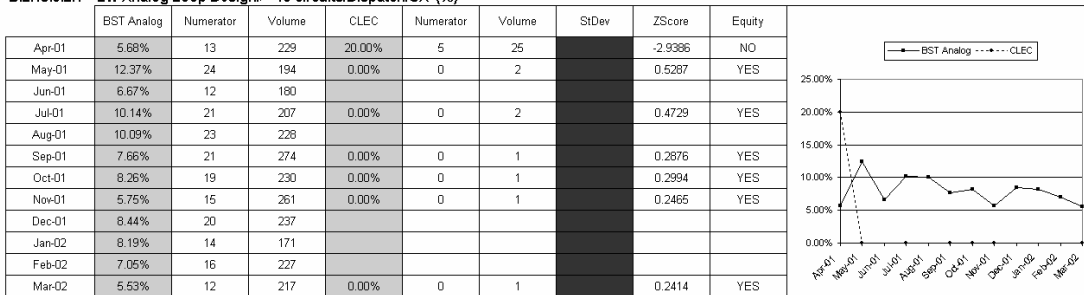 BST Analog Numerator Volume CLEC Numerator Volume StDev ZScore Equity
Apr-01 5.68% 13 229 20.00% 5 25 -2.9386 NO
May-01 12.37% 24 194 0.00% 0 2 0.5287 YES
Jun-01 6.67% 12 180
Jul-01 10.14% 21 207 0.00% 0 2 0.4729 YES
Aug-01 10.09% 23 228
Sep-01 7.66% 21 274 0.00% 0 1 0.2876 YES
Oct-01 8.26% 19 230 0.00% 0 1 0.2994 YES
Nov-01 5.75% 15 261 0.00% 0 1 0.2465 YES
Dec-01 8.44% 20 237
Jan-02 8.19% 14 171
Feb-02 7.05% 16 227
Mar-02 5.53% 12 217 0.00% 0 1 0.2414 YES
BST Analog CLEC
25.00%
20.00%
15.00%
10.00%
5.00%
0.00%
Apr-01 May-01 Jun-01 Jul-01 Aug-01 Sep-01 Oct-01 Nov-01 Dec-01 Jan-02 Feb-02 Mar-02